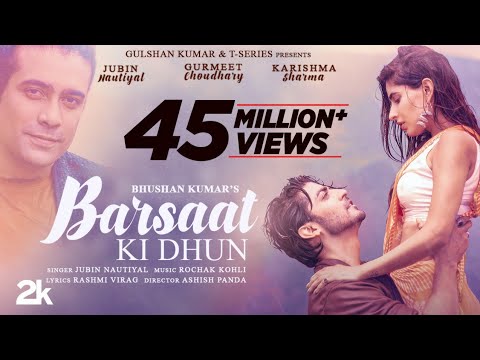 GULSHAN KUMAR & T-SERIES PRESENTS
JUBIN Nautiyal
GURMEET Choudhary
KARISHMA Sharma
45 MILLION+ VIEWS
BHUSHAN KUMAR'S
Barsaat
KI DHUN
SINGER JUBIN NAUTIYAL MUSIC ROCHAK KOHLI
LYRICS RASHMI VIRAG DIRECTOR ASHISH PANDA
2k